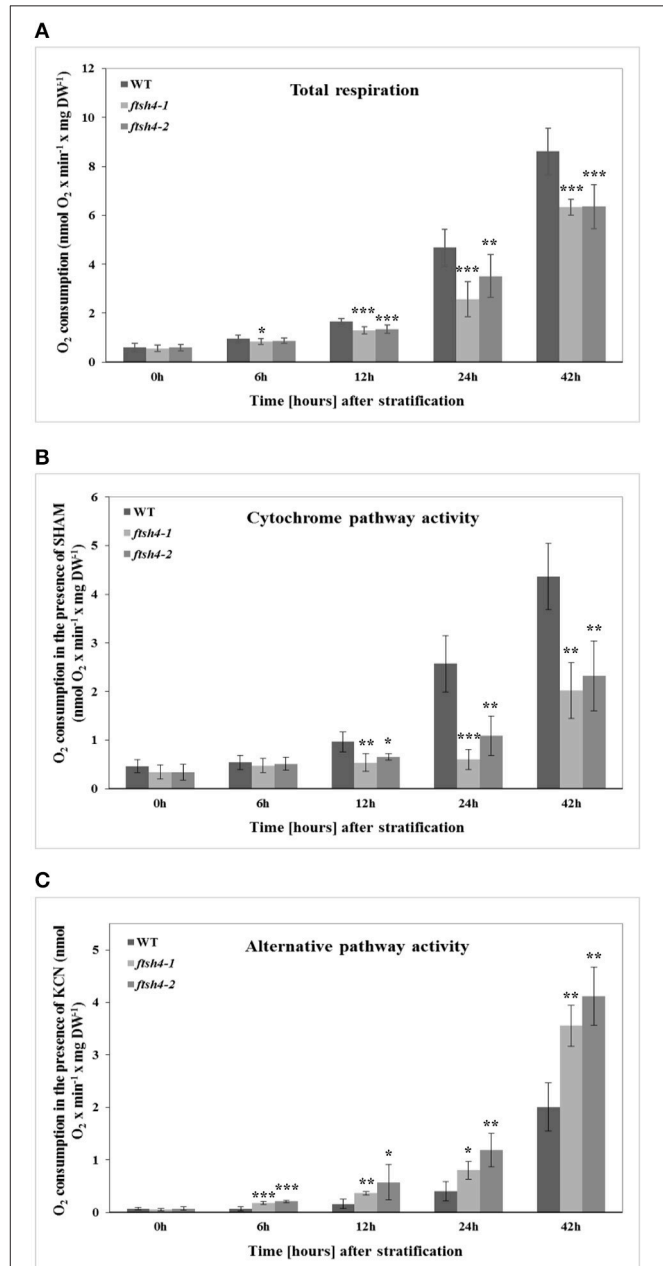 A
Total respiration
WT
ftsh4-1
ftsh4-2
O₂ consumption (nmol O₂ x min⁻¹ x mg DW⁻¹)
12
10
8
6
4
2
0
*
*** ***
*** **
*** ***
0h 6h 12h 24h 42h
Time [hours] after stratification
B
Cytochrome pathway activity
WT
ftsh4-1
ftsh4-2
O₂ consumption in the presence of SHAM
(nmol O₂ x min⁻¹ x mg DW⁻¹)
6
5
4
3
2
1
0
** *
*** **
** **
0h 6h 12h 24h 42h
Time [hours] after stratification
C
Alternative pathway activity
WT
ftsh4-1
ftsh4-2
O₂ consumption in the presence of KCN (nmol
O₂ x min⁻¹ x mg DW⁻¹)
5
4
3
2
1
0
*** ***
** *
* **
** **
0h 6h 12h 24h 42h
Time [hours] after stratification